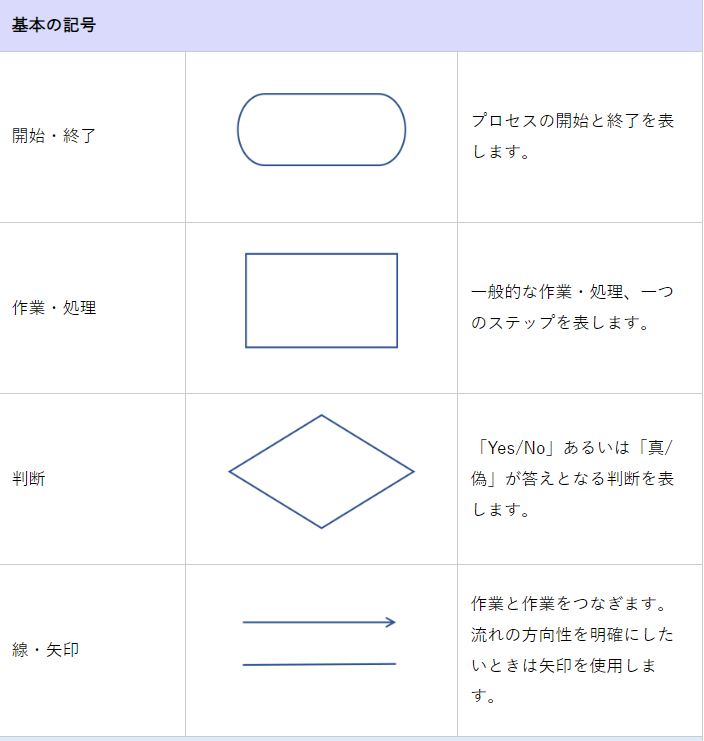 基本の記号
開始・終了
プロセスの開始と終了を表
します。
作業・処理
一般的な作業・処理、一つ
のステップを表します。
判断
「Yes/No」あるいは「真/
偽」が答えとなる判断を表
します。
線・矢印
作業と作業をつなぎます。
流れの方向性を明確にした
いときは矢印を使用しま
す。